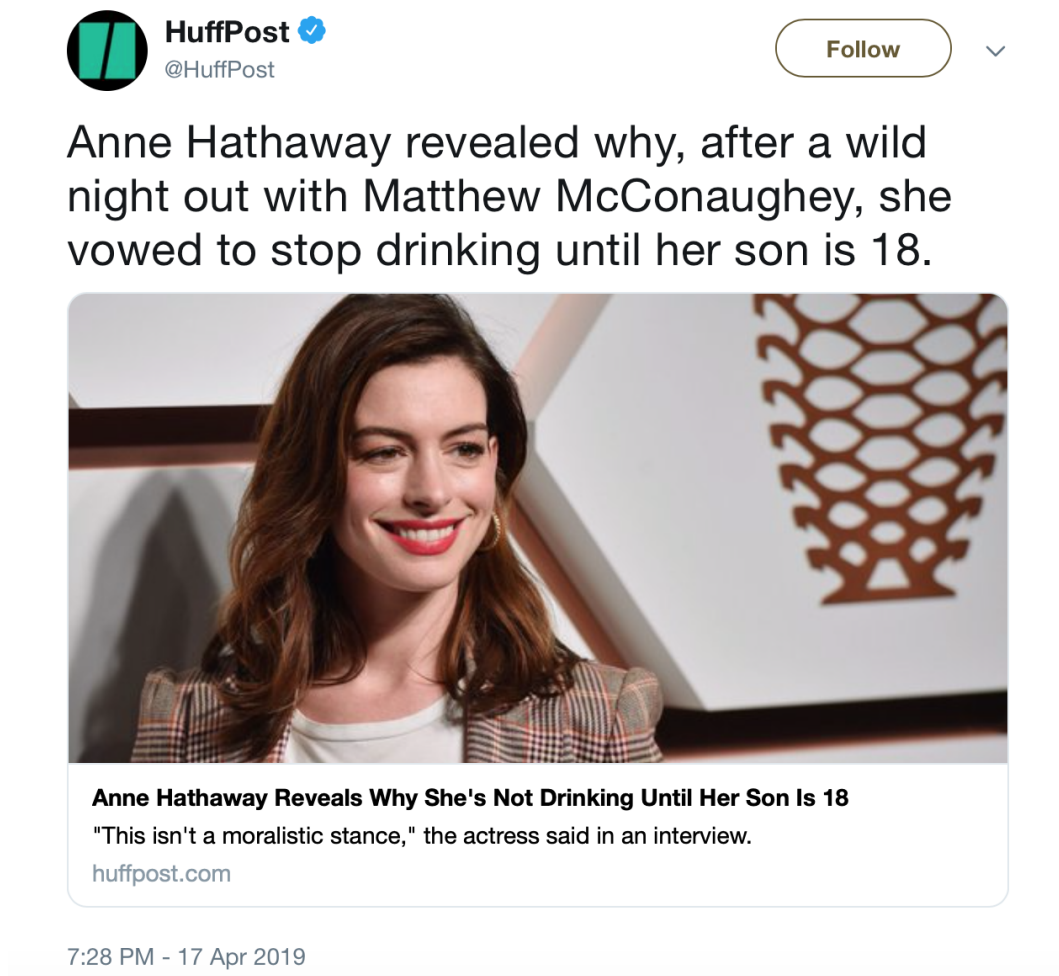 HuffPost
@HuffPost
Follow
Anne Hathaway revealed why, after a wild
night out with Matthew McConaughey, she
vowed to stop drinking until her son is 18.
Anne Hathaway Reveals Why She's Not Drinking Until Her Son Is 18
"This isn't a moralistic stance," the actress said in an interview.
huffpost.com
7:28 PM - 17 Apr 2019